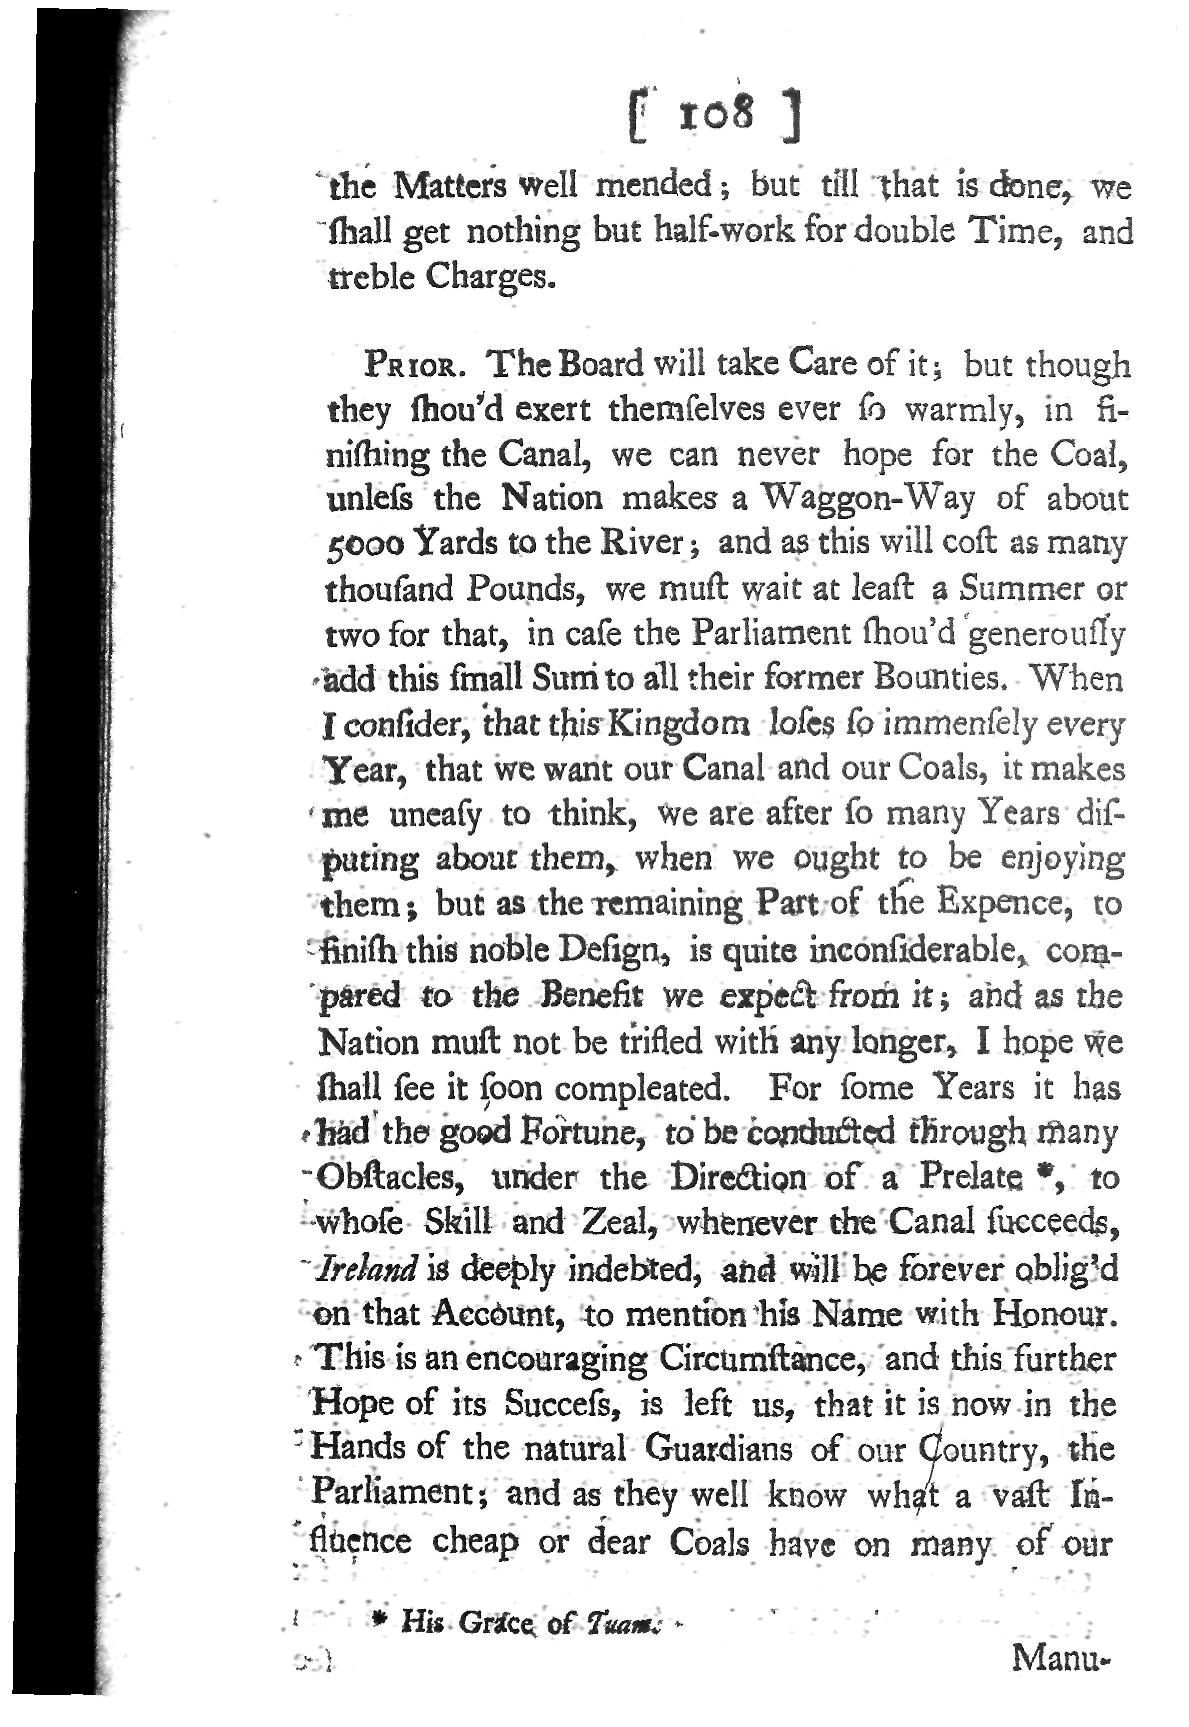 [ 108 ]
the Matters well mended; but till that is done, we
ſhall get nothing but half-work for double Time, and
treble Charges.
PRIOR. The Board will take Care of it; but though
they ſhou'd exert themſelves ever ſo warmly, in fi-
niſhing the Canal, we can never hope for the Coal,
unleſs the Nation makes a Waggon-Way of about
5000 Yards to the River; and as this will coſt as many
thouſand Pounds, we muſt wait at leaſt a Summer or
two for that, in caſe the Parliament ſhou'd generouſly
add this ſmall Sum to all their former Bounties. When
I conſider, that this Kingdom loſes ſo immenſely every
Year, that we want our Canal and our Coals, it makes
me uneaſy to think, we are after ſo many Years diſ-
puting about them, when we ought to be enjoying
them; but as the remaining Part of the Expence, to
finiſh this noble Deſign, is quite inconſiderable, com-
pared to the Benefit we expect from it; and as the
Nation muſt not be trifled with any longer, I hope we
ſhall ſee it ſoon compleated. For ſome Years it has
had the good Fortune, to be conducted through many
Obſtacles, under the Direction of a Prelate *, to
whoſe Skill and Zeal, whenever the Canal ſucceeds,
Ireland is deeply indebted, and will be forever oblig'd
on that Account, to mention his Name with Honour.
This is an encouraging Circumſtance, and this further
Hope of its Succeſs, is left us, that it is now in the
Hands of the natural Guardians of our Country, the
Parliament; and as they well know what a vaſt In-
fluence cheap or dear Coals have on many of our
* His Grace of Tuam.
Manu-